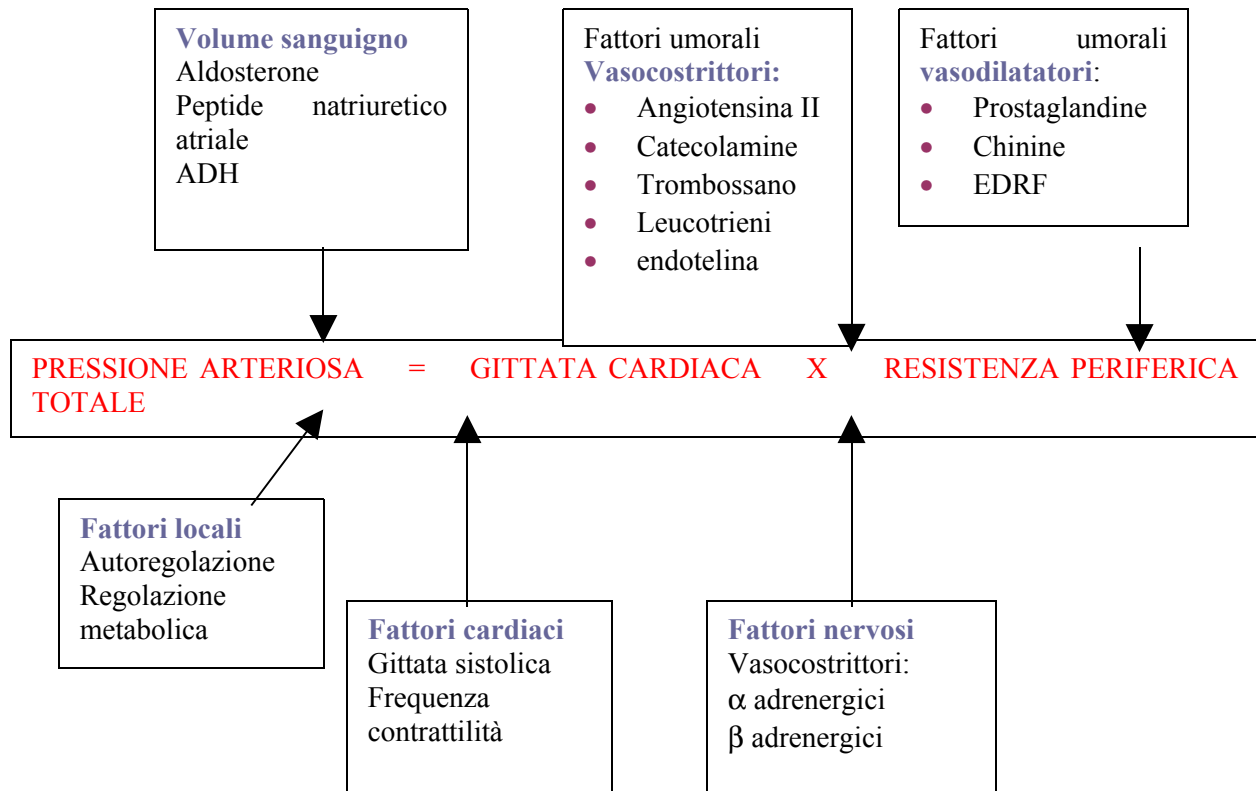 Volume sanguigno
Aldosterone
Peptide natriuretico
atriale
ADH
Fattori umorali
Vasocostrittori:
• Angiotensina II
• Catecolamine
• Trombossano
• Leucotrieni
• endotelina
Fattori umorali
vasodilatatori:
• Prostaglandine
• Chinine
• EDRF
PRESSIONE ARTERIOSA = GITTATA CARDIACA X RESISTENZA PERIFERICA
TOTALE
Fattori locali
Autoregolazione
Regolazione
metabolica
Fattori cardiaci
Gittata sistolica
Frequenza
contrattilità
Fattori nervosi
Vasocostrittori:
α adrenergici
β adrenergici